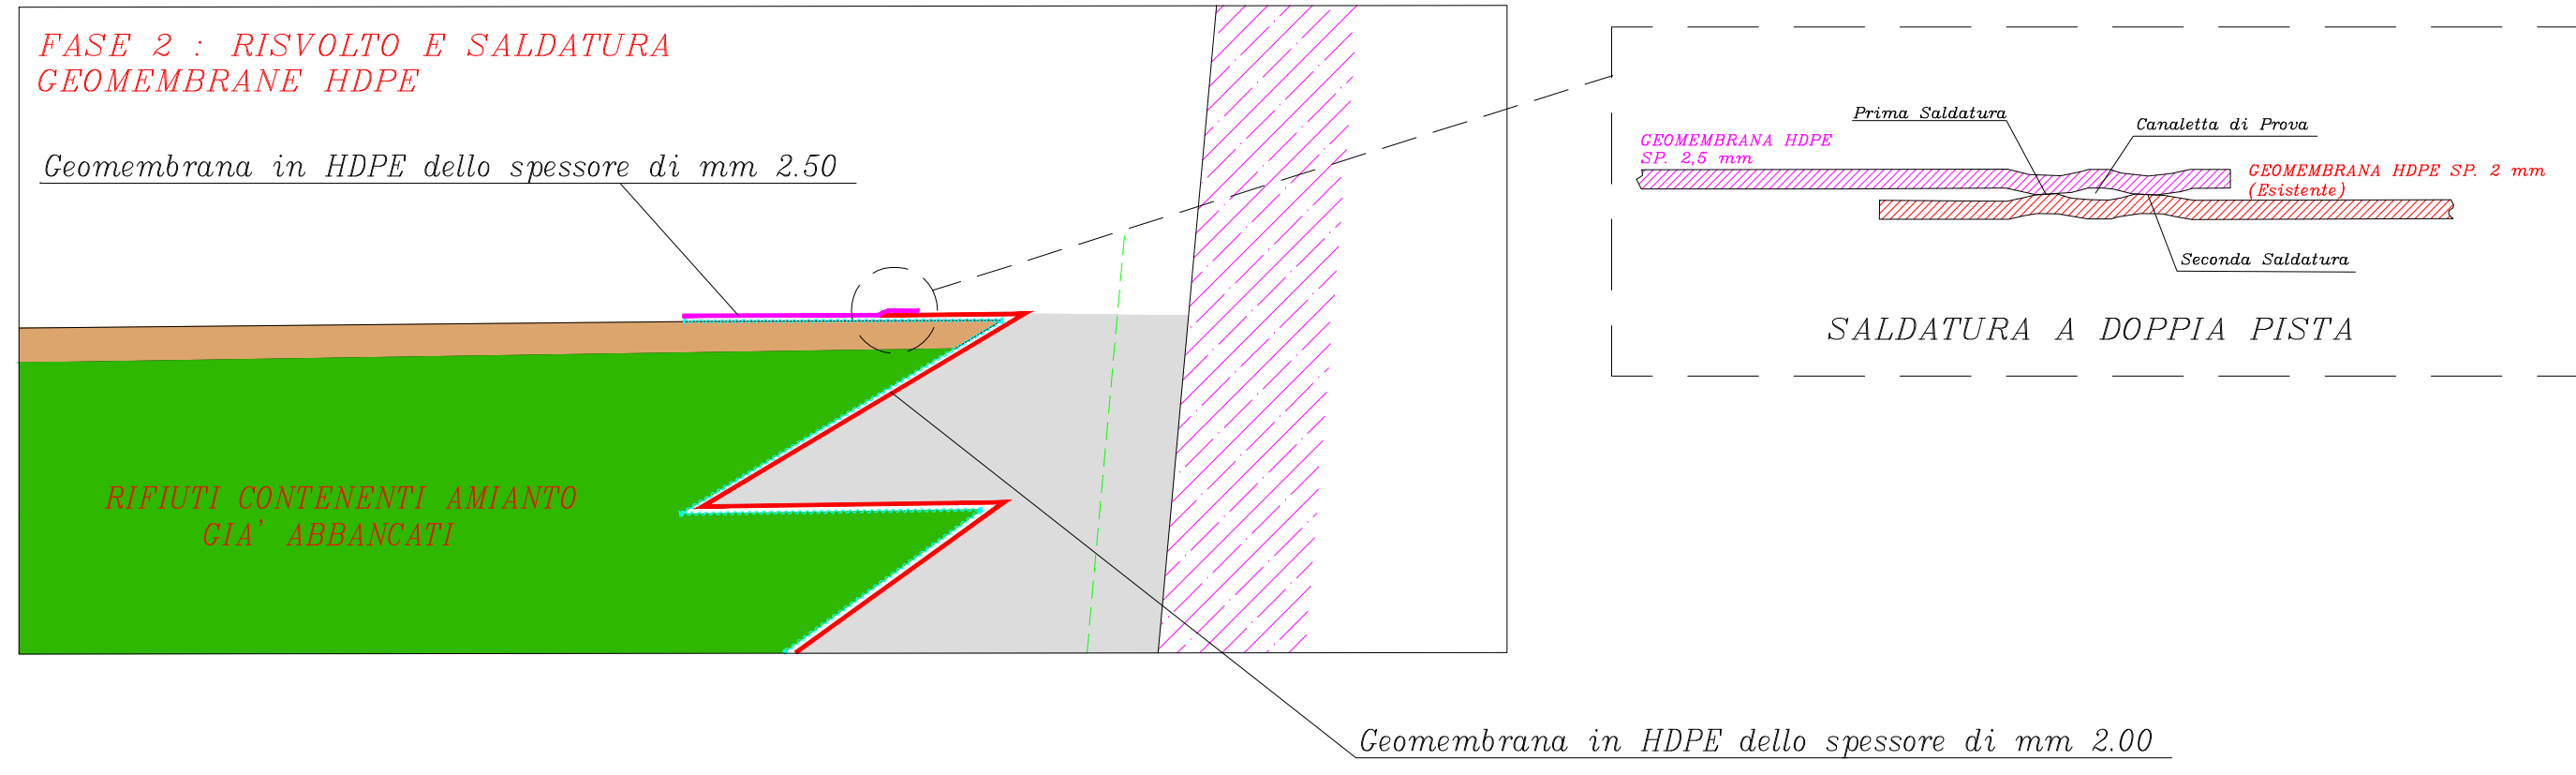 FASE 2 : RISVOLTO E SALDATURA
GEOMEMBRANE HDPE
Geomembrana in HDPE dello spessore di mm 2.50
RIFIUTI CONTENENTI AMIANTO
GIA' ABBANCATI
Geomembrana in HDPE dello spessore di mm 2.00
Prima Saldatura
Canaletta di Prova
GEOMEMBRANA HDPE
SP. 2,5 mm
GEOMEMBRANA HDPE SP. 2 mm
(Esistente)
Seconda Saldatura
SALDATURA A DOPPIA PISTA